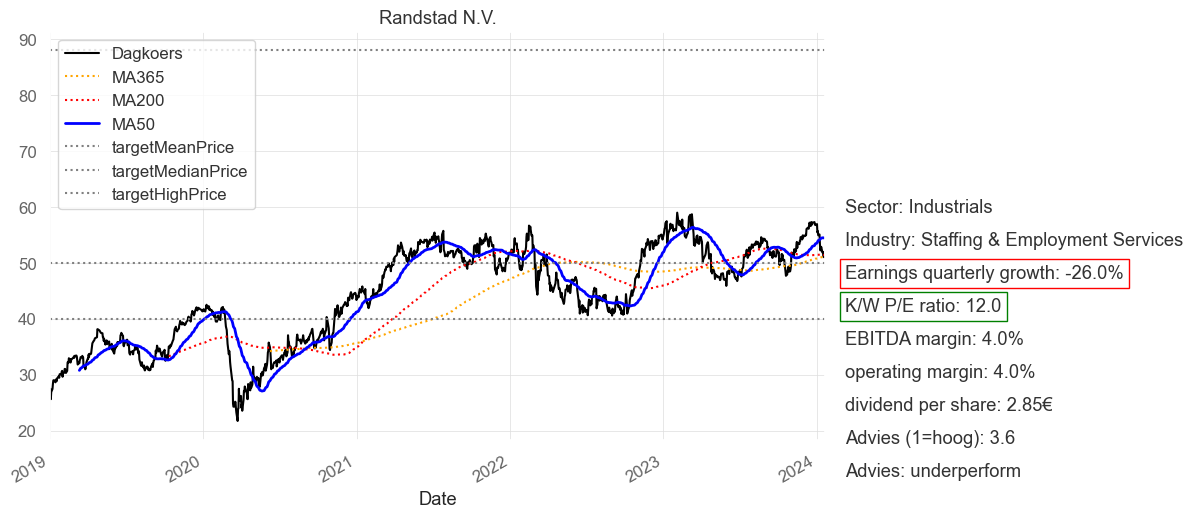 Randstad N.V.
90
80
70
60
50
40
30
20
Dagkoers
MA365
MA200
MA50
targetMeanPrice
targetMedianPrice
targetHighPrice
2019
2020
2021
2022
2023
2024
Date
Sector: Industrials
Industry: Staffing & Employment Services
Earnings quarterly growth: -26.0%
K/W P/E ratio: 12.0
EBITDA margin: 4.0%
operating margin: 4.0%
dividend per share: 2.85€
Advies (1=hoog): 3.6
Advies: underperform